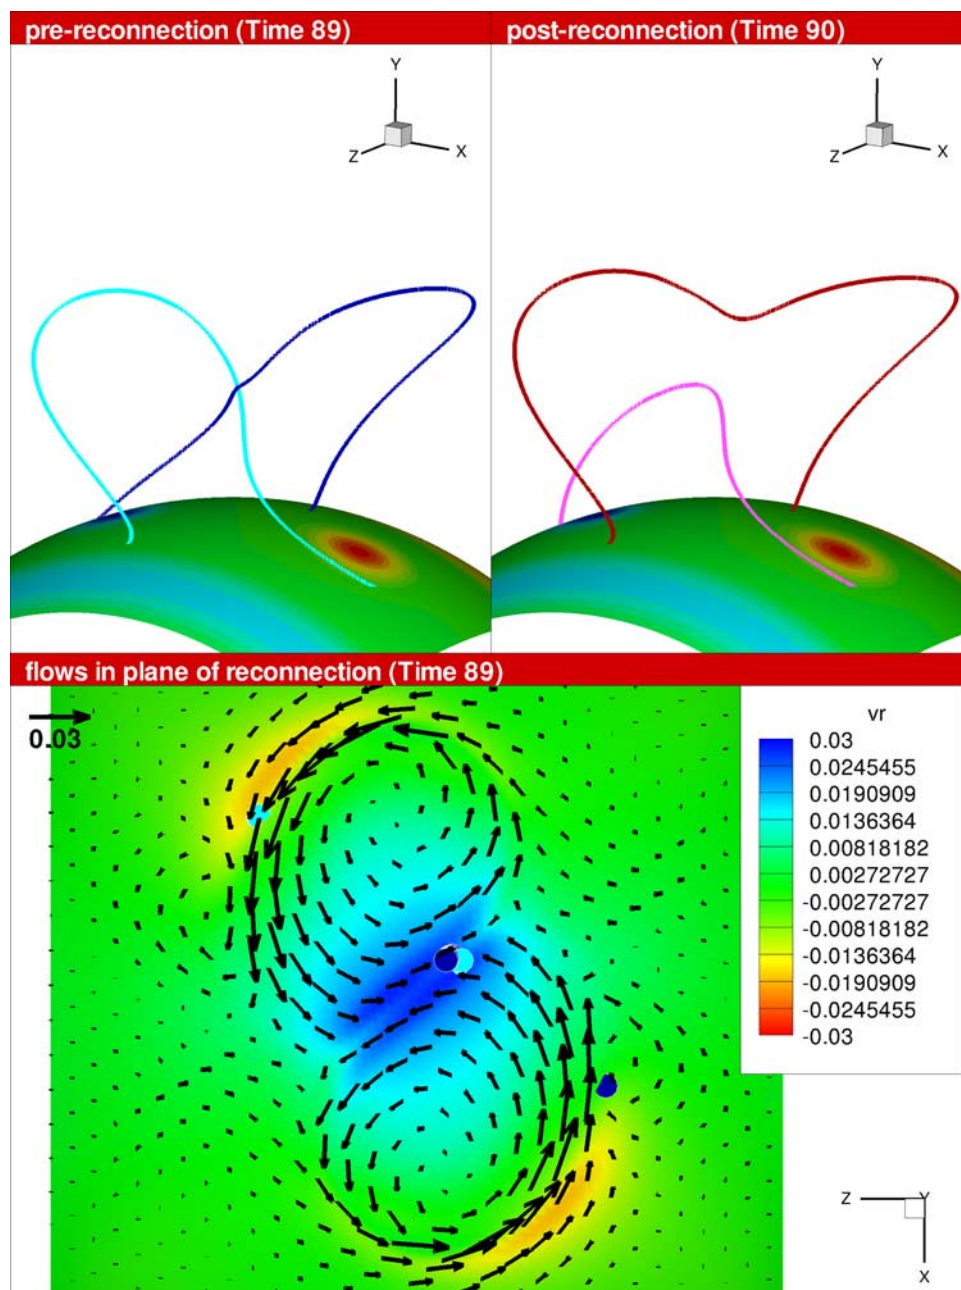 pre-reconnection (Time 89)
post-reconnection (Time 90)
Y
Z
X
Y
Z
X
flows in plane of reconnection (Time 89)
0.03
vr
0.03
0.0245455
0.0190909
0.0136364
0.00818182
0.00272727
-0.00272727
-0.00818182
-0.0136364
-0.0190909
-0.0245455
-0.03
Z
Y
X